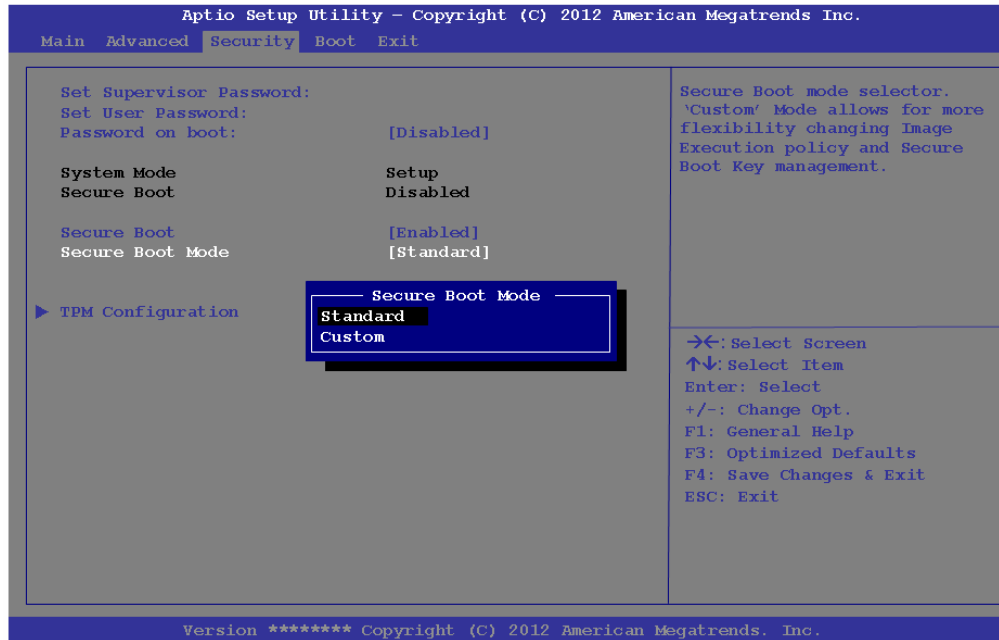 Aptio Setup Utility – Copyright (C) 2012 American Megatrends Inc.
Main Advanced Security Boot Exit
Set Supervisor Password:
Set User Password:
Password on boot: [Disabled]
System Mode Setup
Secure Boot Disabled
Secure Boot [Enabled]
Secure Boot Mode [Standard]
TPM Configuration
Secure Boot Mode
Standard
Custom
Secure Boot mode selector.
'Custom' Mode allows for more
flexibility changing Image
Execution policy and Secure
Boot Key management.
→←: Select Screen
↑↓: Select Item
Enter: Select
+/-: Change Opt.
F1: General Help
F3: Optimized Defaults
F4: Save Changes & Exit
ESC: Exit
Version ******** Copyright (C) 2012 American Megatrends. Inc.